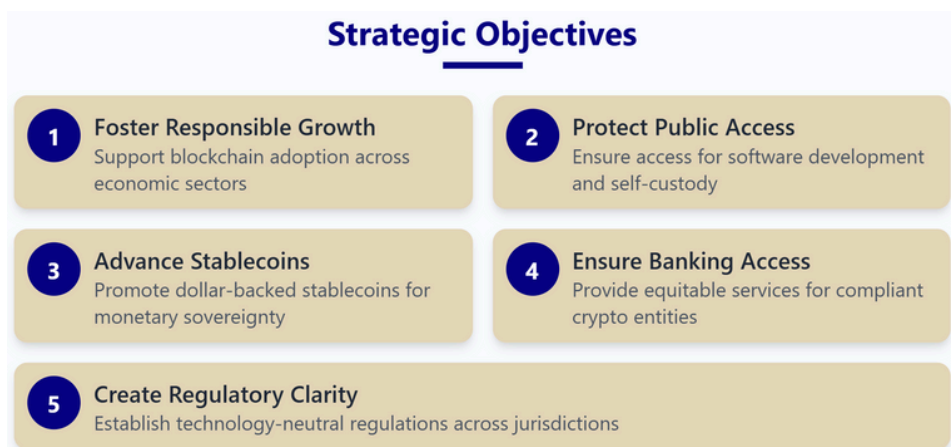 Strategic Objectives
1
Foster Responsible Growth
Support blockchain adoption across
economic sectors
2
Protect Public Access
Ensure access for software development
and self-custody
3
Advance Stablecoins
Promote dollar-backed stablecoins for
monetary sovereignty
4
Ensure Banking Access
Provide equitable services for compliant
crypto entities
5
Create Regulatory Clarity
Establish technology-neutral regulations across jurisdictions